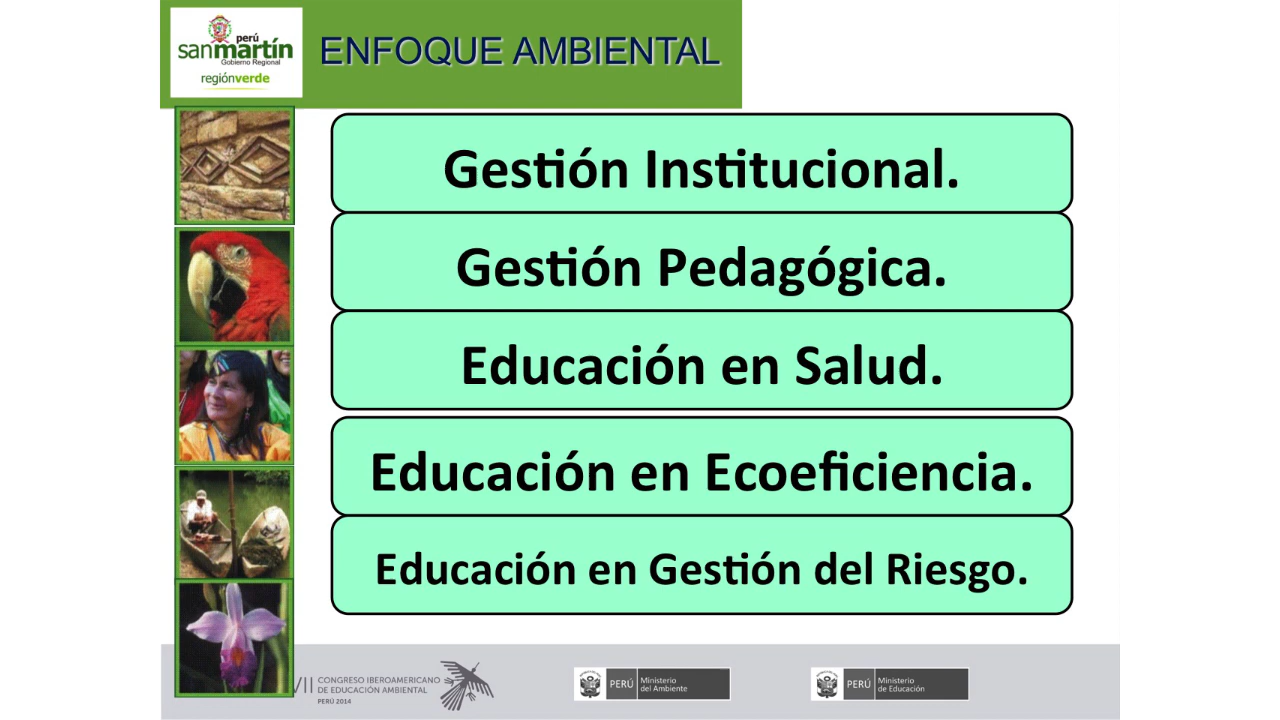 perú
sanmartín
Gobierno Regional
regiónverde
ENFOQUE AMBIENTAL
Gestión Institucional.
Gestión Pedagógica.
Educación en Salud.
Educación en Ecoeficiencia.
Educación en Gestión del Riesgo.
VII CONGRESO IBEROAMERICANO
DE EDUCACIÓN AMBIENTAL
PERÚ 2014
PERÚ Ministerio
del Ambiente
PERÚ Ministerio
de Educación